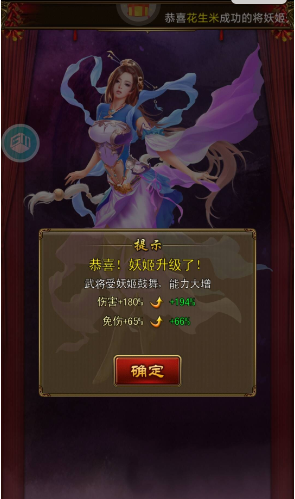 恭喜花生米成功的将妖姬
提示
恭喜！妖姬升级了！
武将受妖姬鼓舞，能力大增
伤害+180% +194%
免伤+65% +66%
确定